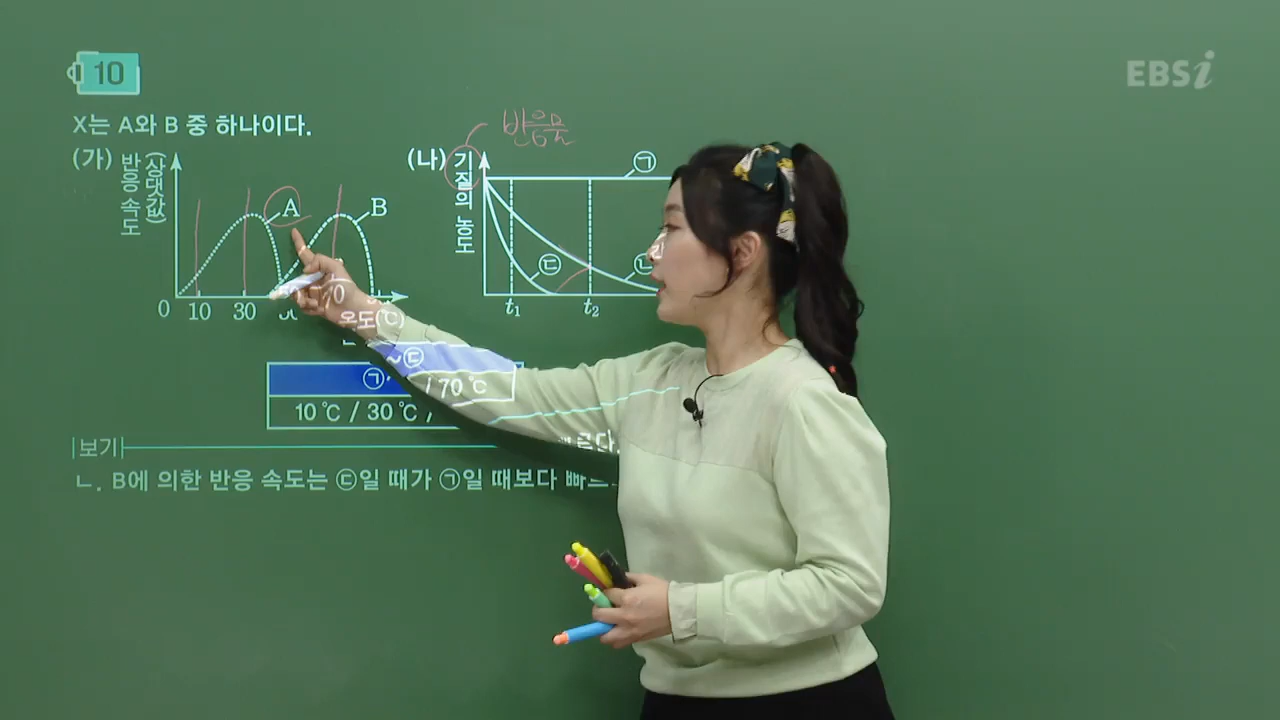 10
EBSi
X는 A와 B 중 하나이다.
반응물
(가)
반응 속도
(상댓값)
A
B
0 10 30
온도(℃)
(나)
기질의 농도
㉠
㉢
㉡
t₁ t₂
~㉢
㉠
/ 70 ℃
10 ℃ / 30 ℃ /
보기
ㄴ. B에 의한 반응 속도는 ㉢일 때가 ㉠일 때보다 빠르